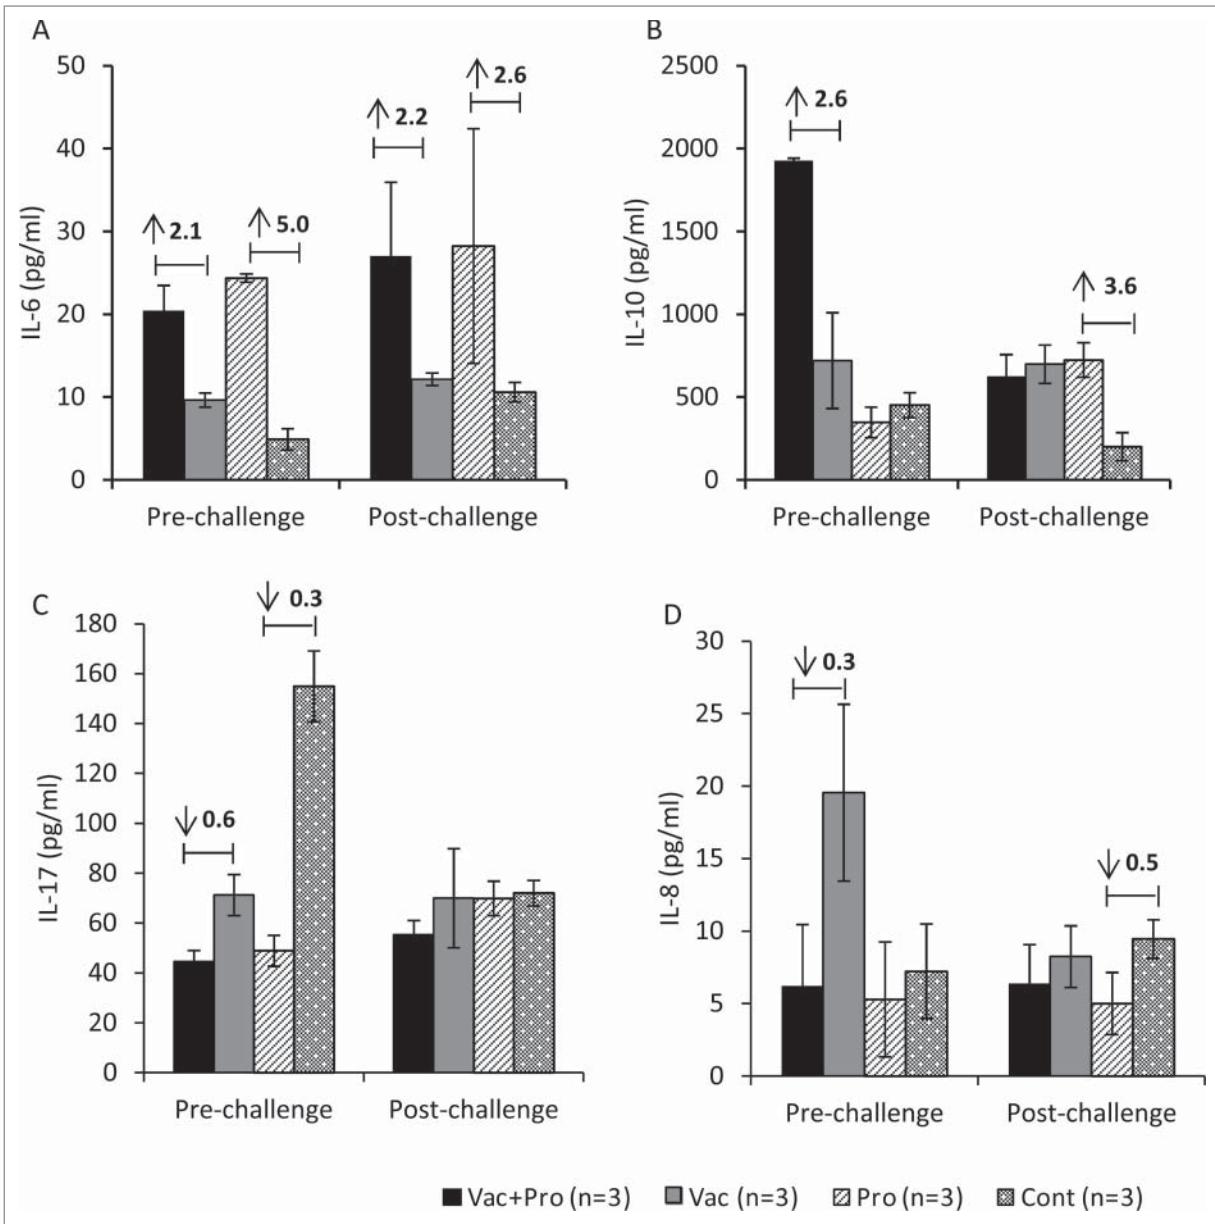 A
IL-6 (pg/ml)
50
40
30
20
10
0
↑ 2.1
↑ 5.0
↑ 2.2
↑ 2.6
Pre-challenge
Post-challenge
B
IL-10 (pg/ml)
2500
2000
1500
1000
500
0
↑ 2.6
↑ 3.6
Pre-challenge
Post-challenge
C
IL-17 (pg/ml)
180
160
140
120
100
80
60
40
20
0
↓ 0.6
↓ 0.3
Pre-challenge
Post-challenge
D
IL-8 (pg/ml)
30
25
20
15
10
5
0
↓ 0.3
↓ 0.5
Pre-challenge
Post-challenge
Vac+Pro (n=3) Vac (n=3) Pro (n=3) Cont (n=3)